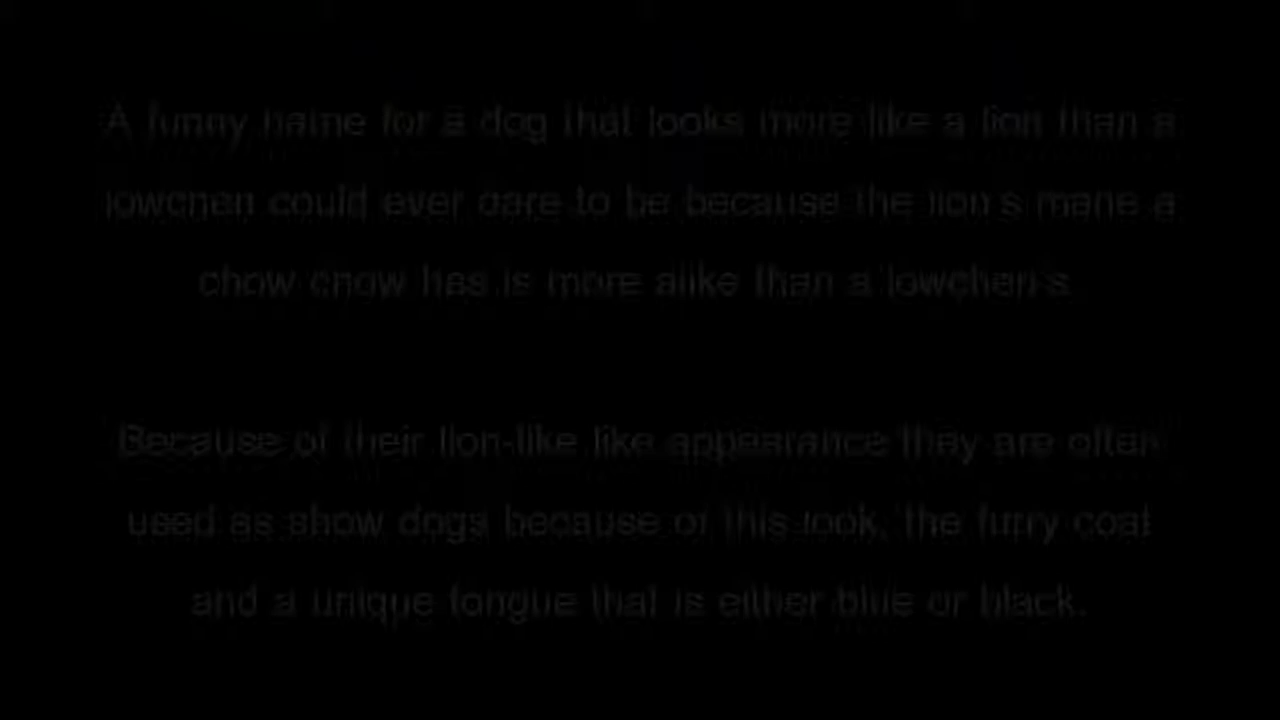 A funny name for a dog that looks more like a lion than a
lowchen could ever dare to be because the lion's mane a
chow chow has is more alike than a lowchen's.
Because of their lion-like like appearance they are often
used as show dogs because of this look, the furry coat
and a unique tongue that is either blue or black.